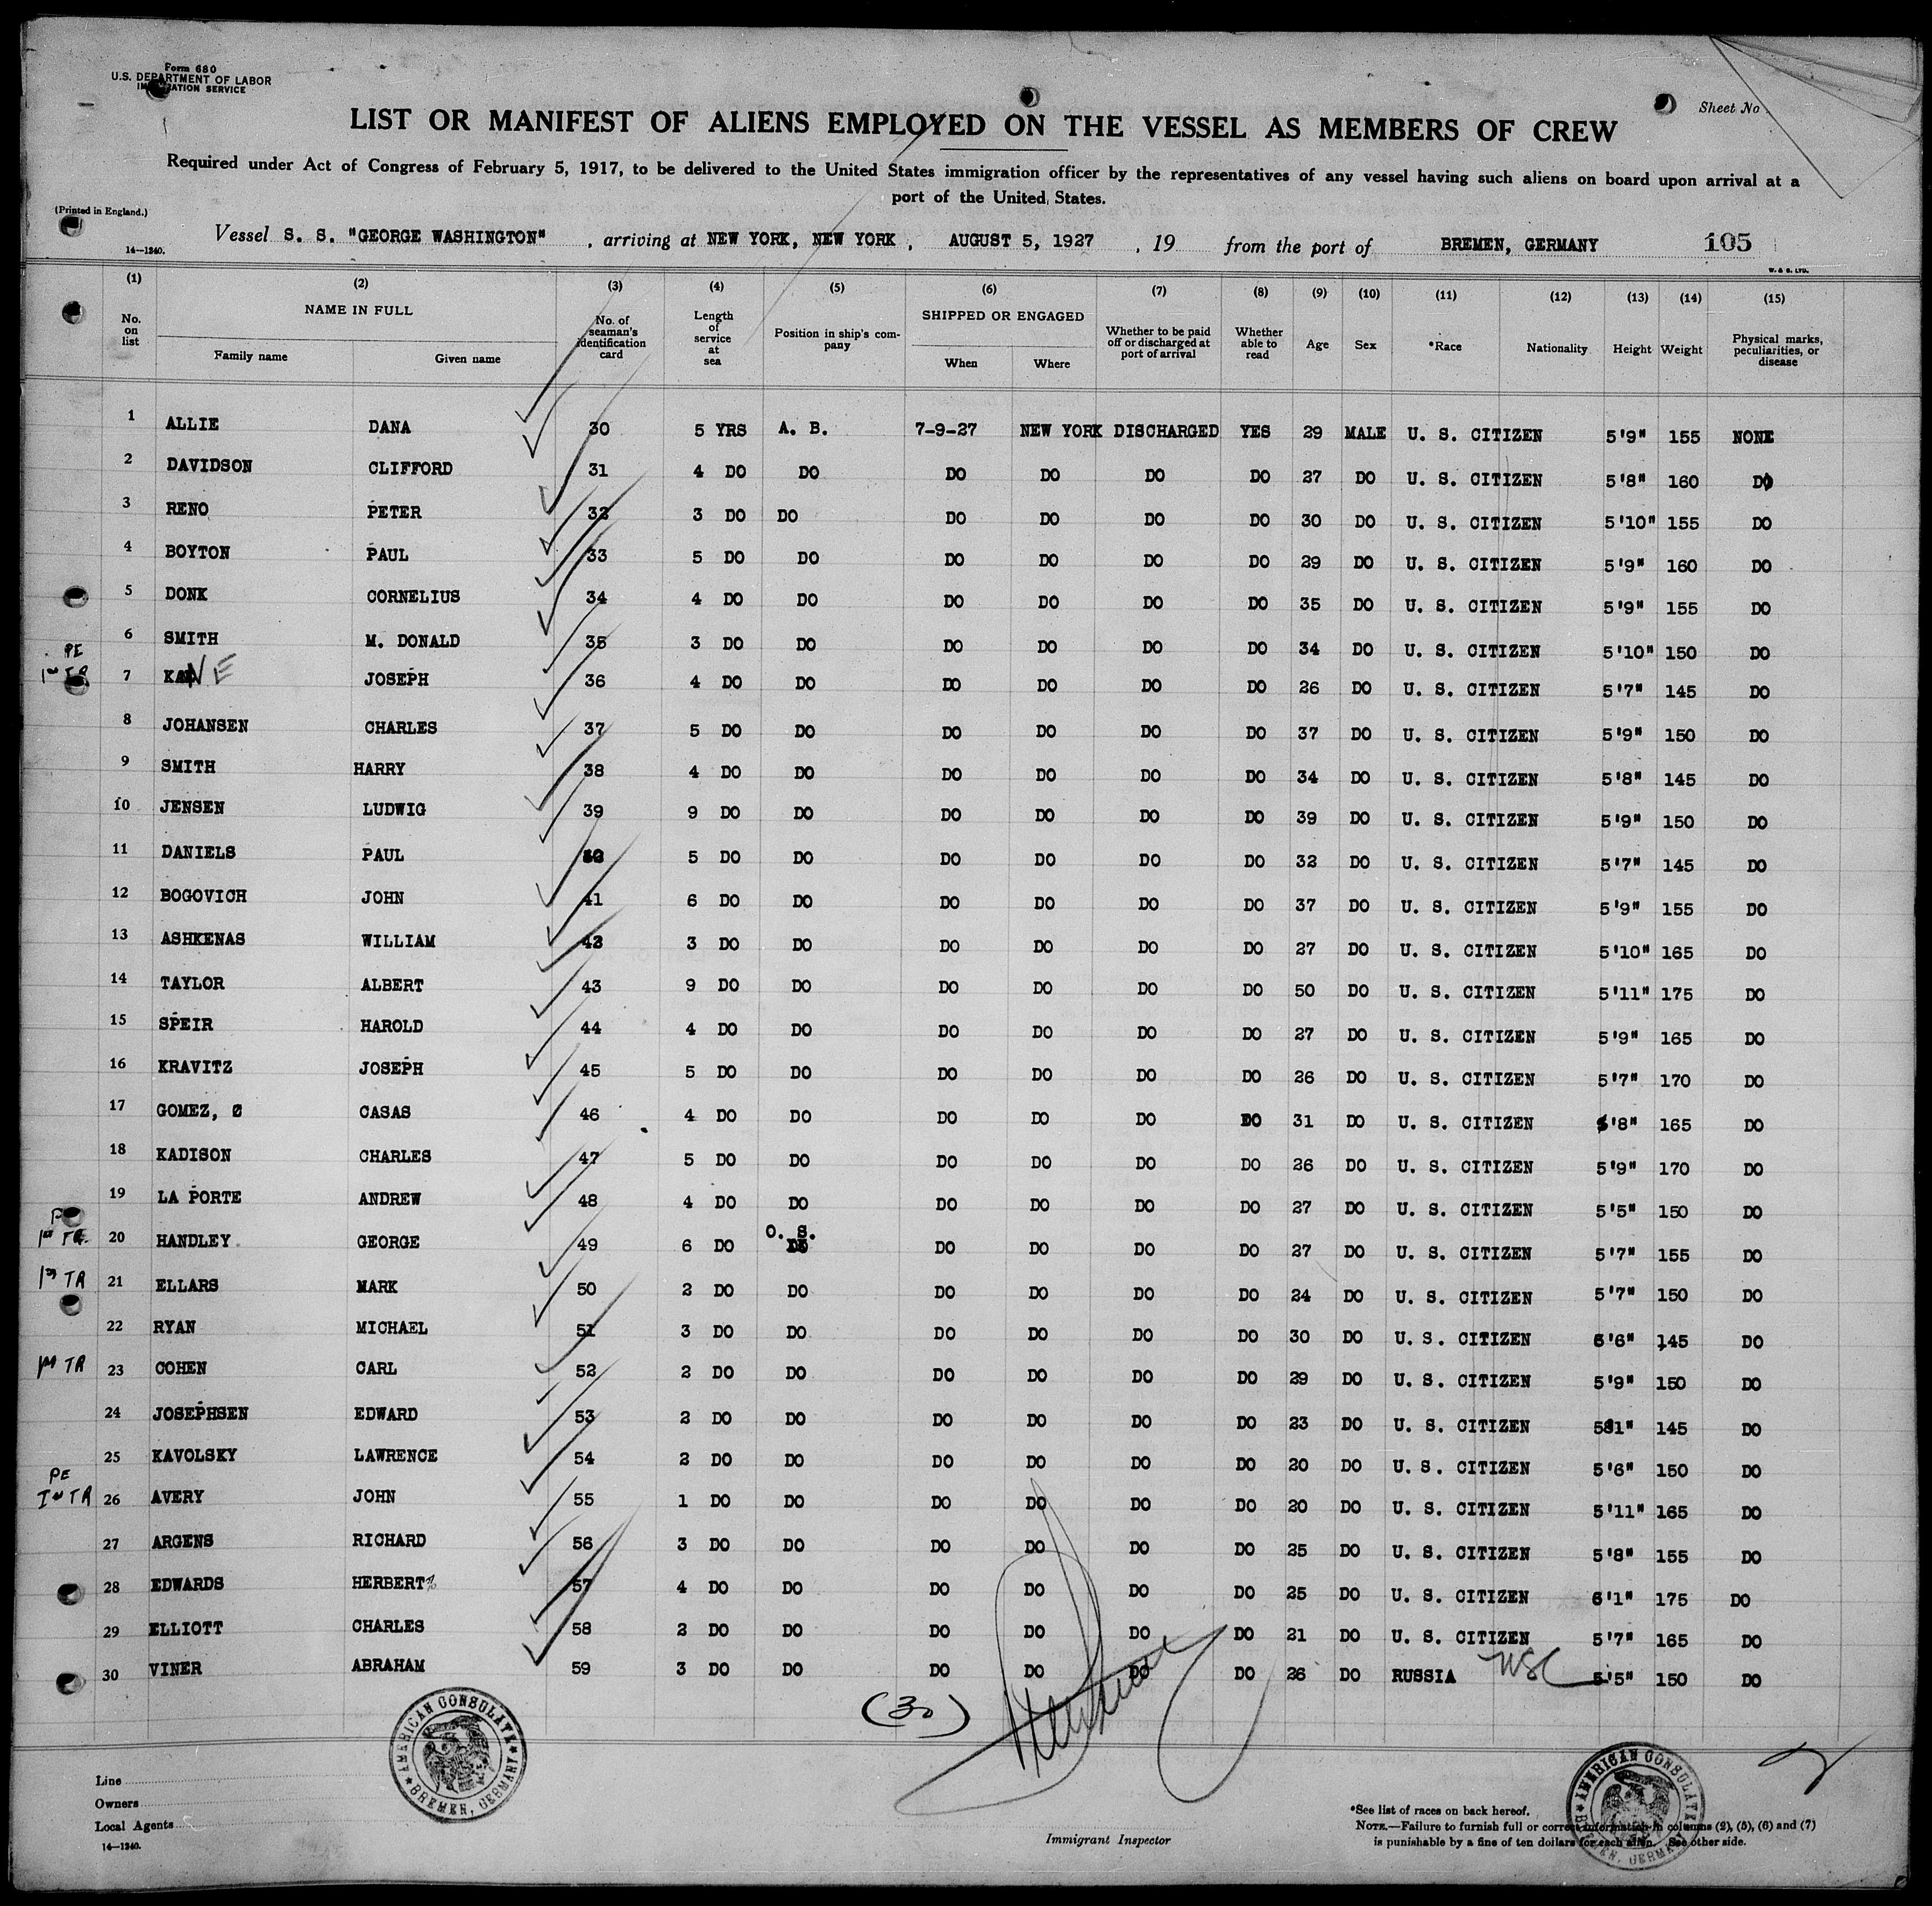 Form 680
U.S. DEPARTMENT OF LABOR
IMMIGRATION SERVICE
Sheet No.
LIST OR MANIFEST OF ALIENS EMPLOYED ON THE VESSEL AS MEMBERS OF CREW
Required under Act of Congress of February 5, 1917, to be delivered to the United States immigration officer by the representatives of any vessel having such aliens on board upon arrival at a
port of the United States.
(Printed in England.)
14—1240.
Vessel S. S. "GEORGE WASHINGTON" , arriving at NEW YORK, NEW YORK , AUGUST 5, 1927 , 19 from the port of BREMEN, GERMANY 105
W. & S. LTD.
(1) (2) (3) (4) (5) (6) (7) (8) (9) (10) (11) (12) (13) (14) (15)
No. on list NAME IN FULL Family name Given name No. of seaman's identification card Length of service at sea Position in ship's company SHIPPED OR ENGAGED When Where Whether to be paid off or discharged at port of arrival Whether able to read Age Sex *Race Nationality Height Weight Physical marks, peculiarities, or disease
1 ALLIE DANA 30 5 YRS A. B. 7-9-27 NEW YORK DISCHARGED YES 29 MALE U. S. CITIZEN 5'9" 155 NONE
2 DAVIDSON CLIFFORD 31 4 DO DO DO DO DO DO 27 DO U. S. CITIZEN 5'8" 160 DO
3 RENO PETER 32 3 DO DO DO DO DO DO 30 DO U. S. CITIZEN 5'10" 155 DO
4 BOYTON PAUL 33 5 DO DO DO DO DO DO 29 DO U. S. CITIZEN 5'9" 160 DO
5 DONK CORNELIUS 34 4 DO DO DO DO DO DO 35 DO U. S. CITIZEN 5'9" 155 DO
6 SMITH M. DONALD 35 3 DO DO DO DO DO DO 34 DO U. S. CITIZEN 5'10" 150 DO
PE
1st TR 7 KANE JOSEPH 36 4 DO DO DO DO DO DO 26 DO U. S. CITIZEN 5'7" 145 DO
8 JOHANSEN CHARLES 37 5 DO DO DO DO DO DO 37 DO U. S. CITIZEN 5'9" 150 DO
9 SMITH HARRY 38 4 DO DO DO DO DO DO 34 DO U. S. CITIZEN 5'8" 145 DO
10 JENSEN LUDWIG 39 9 DO DO DO DO DO DO 39 DO U. S. CITIZEN 5'9" 150 DO
11 DANIELS PAUL 5 DO DO DO DO DO DO 32 DO U. S. CITIZEN 5'7" 145 DO
12 BOGOVICH JOHN 41 6 DO DO DO DO DO DO 37 DO U. S. CITIZEN 5'9" 155 DO
13 ASHKENAS WILLIAM 42 3 DO DO DO DO DO DO 27 DO U. S. CITIZEN 5'10" 165 DO
14 TAYLOR ALBERT 43 9 DO DO DO DO DO DO 50 DO U. S. CITIZEN 5'11" 175 DO
15 SPEIR HAROLD 44 4 DO DO DO DO DO DO 27 DO U. S. CITIZEN 5'9" 165 DO
16 KRAVITZ JOSEPH 45 5 DO DO DO DO DO DO 26 DO U. S. CITIZEN 5'7" 170 DO
17 GOMEZ, CASAS 46 4 DO DO DO DO DO DO 31 DO U. S. CITIZEN 5'8" 165 DO
18 KADISON CHARLES 47 5 DO DO DO DO DO DO 26 DO U. S. CITIZEN 5'9" 170 DO
19 LA PORTE ANDREW 48 4 DO DO DO DO DO DO 27 DO U. S. CITIZEN 5'5" 150 DO
1st TR. 20 HANDLEY GEORGE 49 6 DO O. S. DO DO DO DO 27 DO U. S. CITIZEN 5'7" 155 DO
1st TR 21 ELLARS MARK 50 2 DO DO DO DO DO DO 24 DO U. S. CITIZEN 5'7" 150 DO
22 RYAN MICHAEL 51 3 DO DO DO DO DO DO 30 DO U. S. CITIZEN 6'6" 145 DO
1st TR 23 COHEN CARL 52 2 DO DO DO DO DO DO 29 DO U. S. CITIZEN 5'9" 150 DO
24 JOSEPHSEN EDWARD 53 2 DO DO DO DO DO DO 23 DO U. S. CITIZEN 145 DO
25 KAVOLSKY LAWRENCE 54 2 DO DO DO DO DO DO 20 DO U. S. CITIZEN 5'6" 150 DO
PE
1st TR 26 AVERY JOHN 55 1 DO DO DO DO DO DO 20 DO U. S. CITIZEN 5'11" 165 DO
27 ARGENS RICHARD 56 3 DO DO DO DO DO DO 25 DO U. S. CITIZEN 5'8" 155 DO
28 EDWARDS HERBERT 57 4 DO DO DO DO DO DO 25 DO U. S. CITIZEN 6'1" 175 DO
29 ELLIOTT CHARLES 58 2 DO DO DO DO DO DO 21 DO U. S. CITIZEN 5'7" 165 DO
30 VINER ABRAHAM 59 3 DO DO DO DO DO DO 26 DO RUSSIA USC 5'5" 150 DO
(30)
AMERICAN CONSULATE BREMEN, GERMANY
AMERICAN CONSULATE BREMEN, GERMANY
Line
Owners
Local Agents
14—1240.
Immigrant Inspector
*See list of races on back hereof.
NOTE.—Failure to furnish full or correct information in columns (2), (5), (6) and (7)
is punishable by a fine of ten dollars for each alien. See other side.